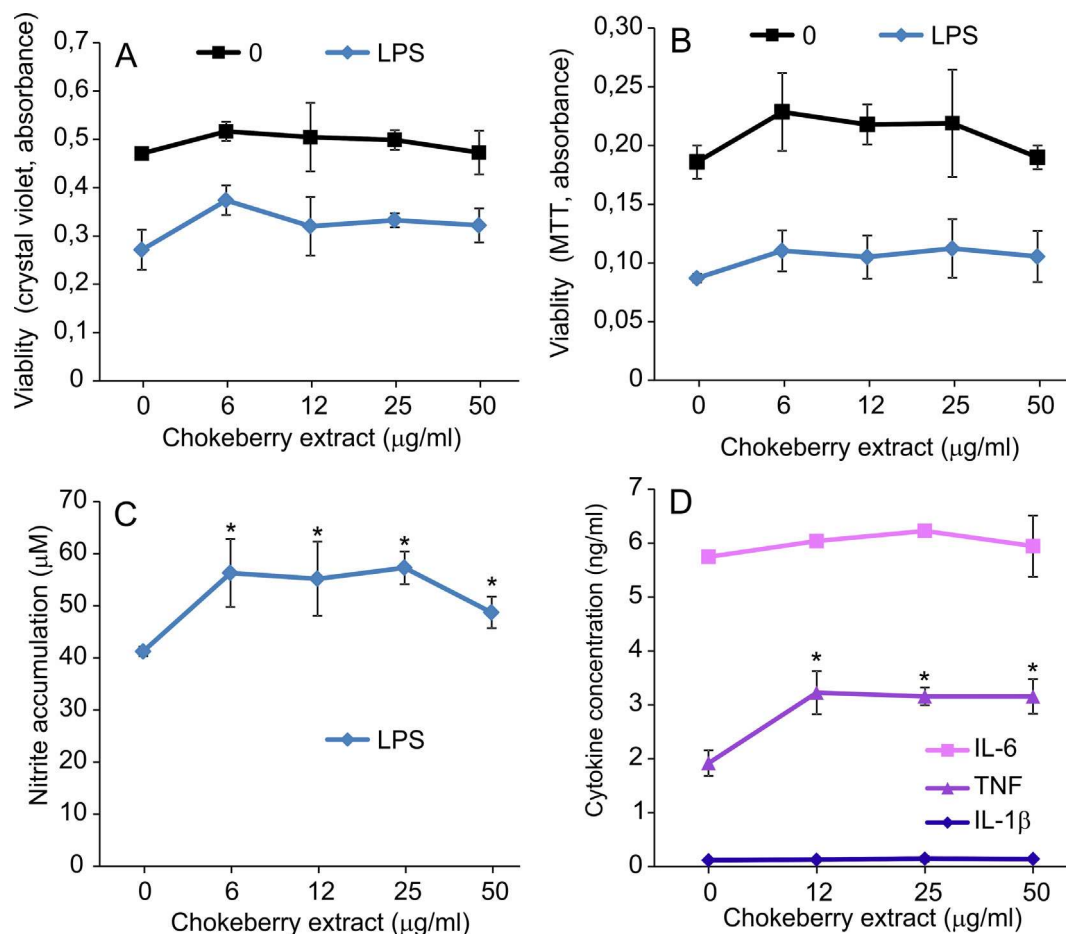 A
0
LPS
Viablity (crystal violet, absorbance)
0,7
0,6
0,5
0,4
0,3
0,2
0,1
0
0 6 12 25 50
Chokeberry extract (μg/ml)
B
0
LPS
Viablity (MTT, absorbance)
0,30
0,25
0,20
0,15
0,10
0,05
0
0 6 12 25 50
Chokeberry extract (μg/ml)
C
Nitrite accumulation (μM)
70
60
50
40
30
20
10
0
* * * *
LPS
0 6 12 25 50
Chokeberry extract (μg/ml)
D
Cytokine concentration (ng/ml)
7
6
5
4
3
2
1
0
* * *
IL-6
TNF
IL-1β
0 12 25 50
Chokeberry extract (μg/ml)